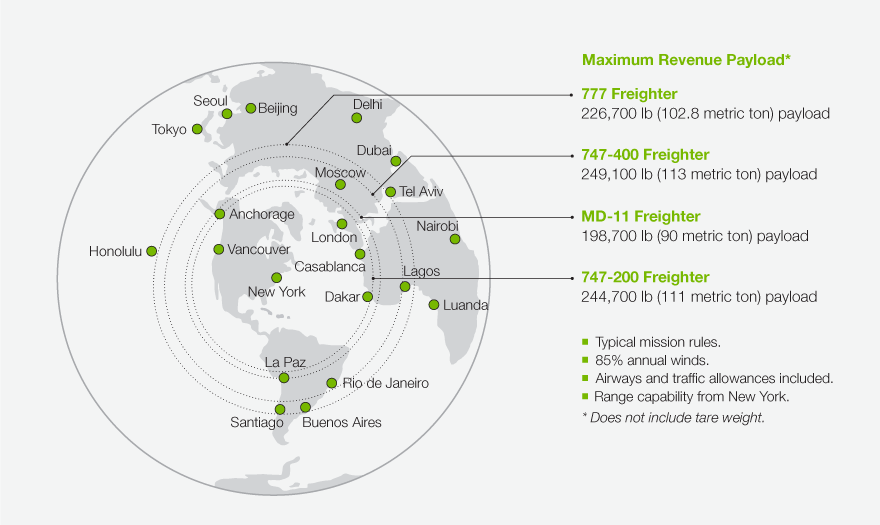 Maximum Revenue Payload*
777 Freighter
226,700 lb (102.8 metric ton) payload
747-400 Freighter
249,100 lb (113 metric ton) payload
MD-11 Freighter
198,700 lb (90 metric ton) payload
747-200 Freighter
244,700 lb (111 metric ton) payload
Typical mission rules.
85% annual winds.
Airways and traffic allowances included.
Range capability from New York.
* Does not include tare weight.
Seoul
Beijing
Delhi
Tokyo
Dubai
Moscow
Tel Aviv
Anchorage
Nairobi
London
Honolulu
Vancouver
Casablanca
Lagos
New York
Dakar
Luanda
La Paz
Rio de Janeiro
Santiago
Buenos Aires